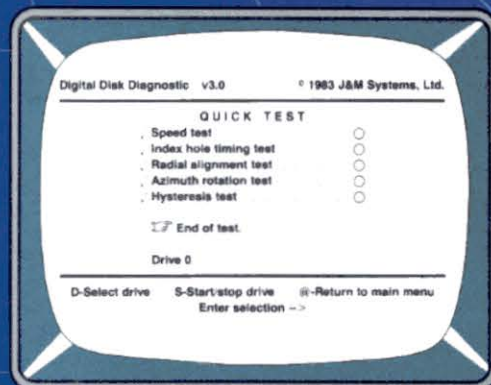 Digital Disk Diagnostic v3.0 © 1983 J&M Systems, Ltd.
QUICK TEST
Speed test
Index hole timing test
Radial alignment test
Azimuth rotation test
Hysteresis test
End of test.
Drive 0
D-Select drive S-Start/stop drive ®-Return to main menu
Enter selection -->